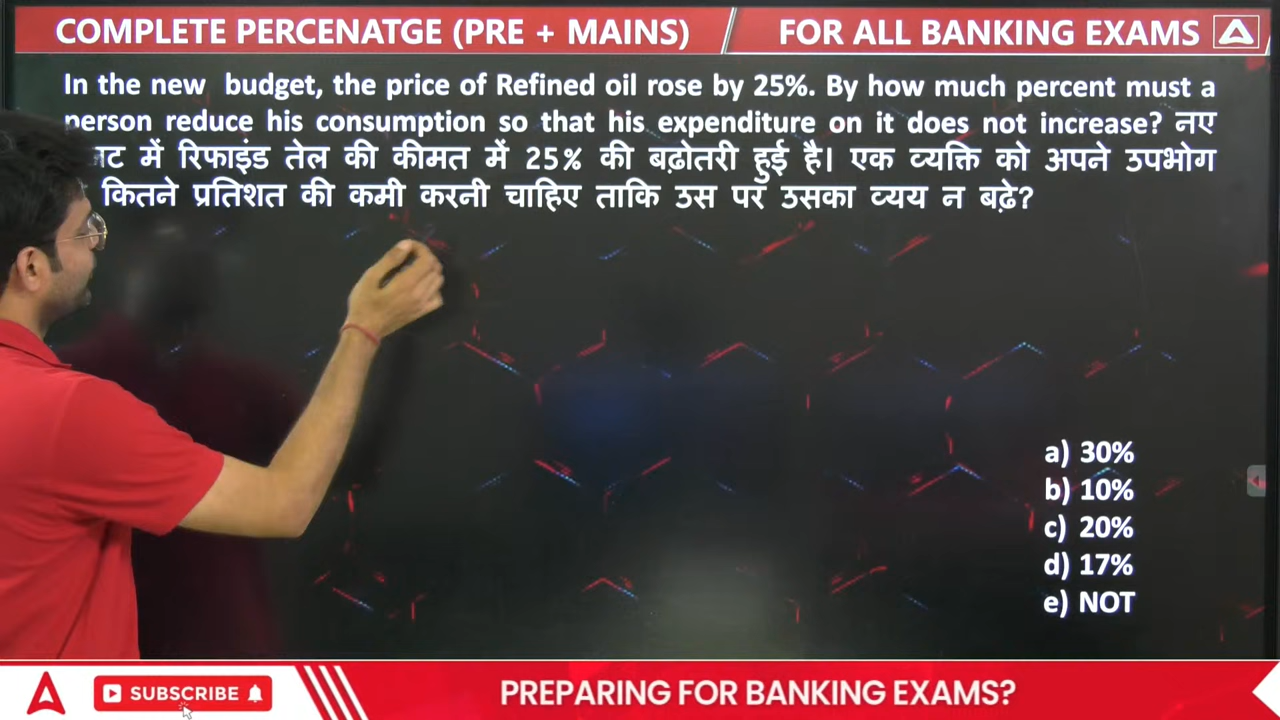 COMPLETE PERCENATGE (PRE + MAINS)
FOR ALL BANKING EXAMS
In the new budget, the price of Refined oil rose by 25%. By how much percent must a
person reduce his consumption so that his expenditure on it does not increase? नए
में रिफाइंड तेल की कीमत में 25% की बढ़ोतरी हुई है। एक व्यक्ति को अपने उपभोग
कितने प्रतिशत की कमी करनी चाहिए ताकि उस पर उसका व्यय न बढ़े?
a) 30%
b) 10%
c) 20%
d) 17%
e) NOT
SUBSCRIBE
PREPARING FOR BANKING EXAMS?